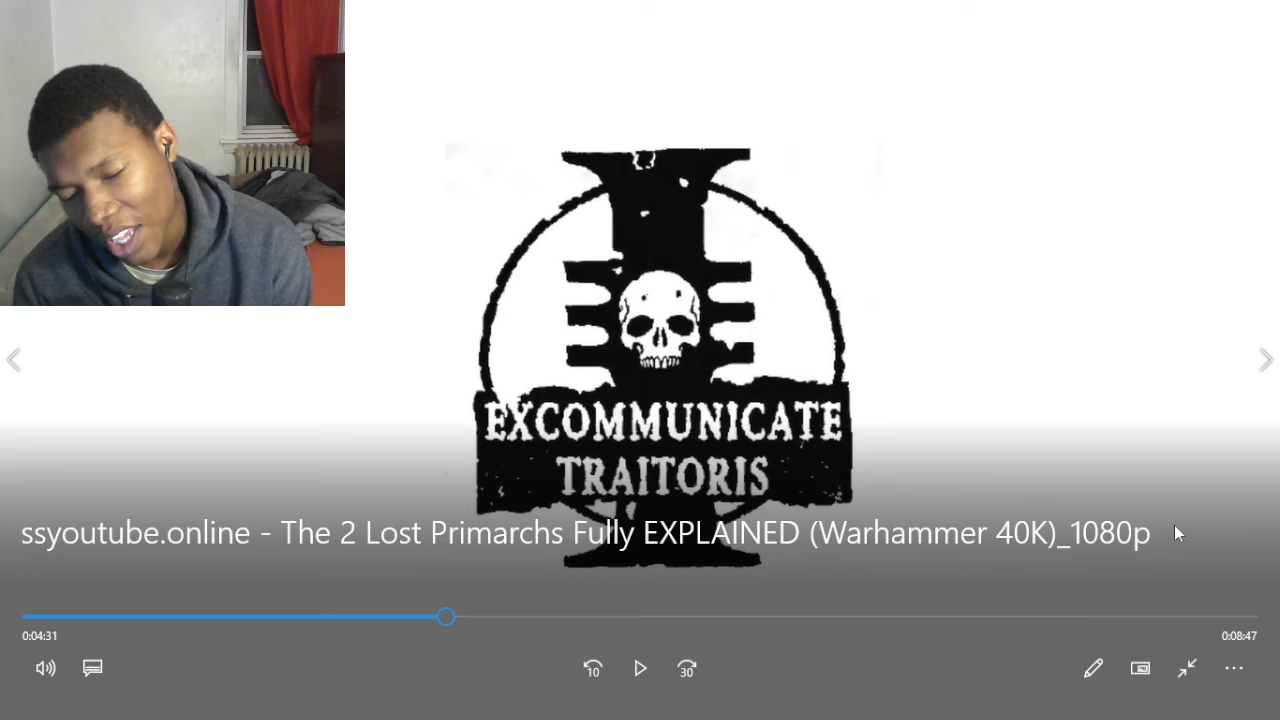 EXCOMMUNICATE
TRAITORIS
ssyoutube.online - The 2 Lost Primarchs Fully EXPLAINED (Warhammer 40K)_1080p
0:04:31
0:08:47
10
30